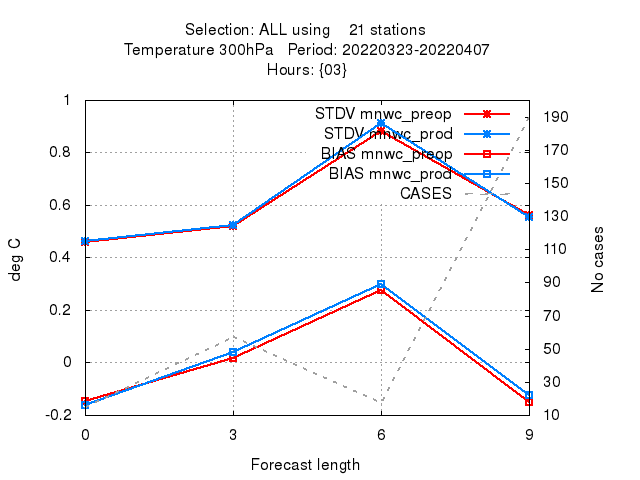 Selection: ALL using 21 stations
Temperature 300hPa Period: 20220323-20220407
Hours: {03}
1
0.8
0.6
0.4
0.2
0
-0.2
deg C
STDV mnwc_preop
STDV mnwc_prod
BIAS mnwc_preop
BIAS mnwc_prod
CASES
190
170
150
130
110
90
70
50
30
10
No cases
0 3 6 9
Forecast length